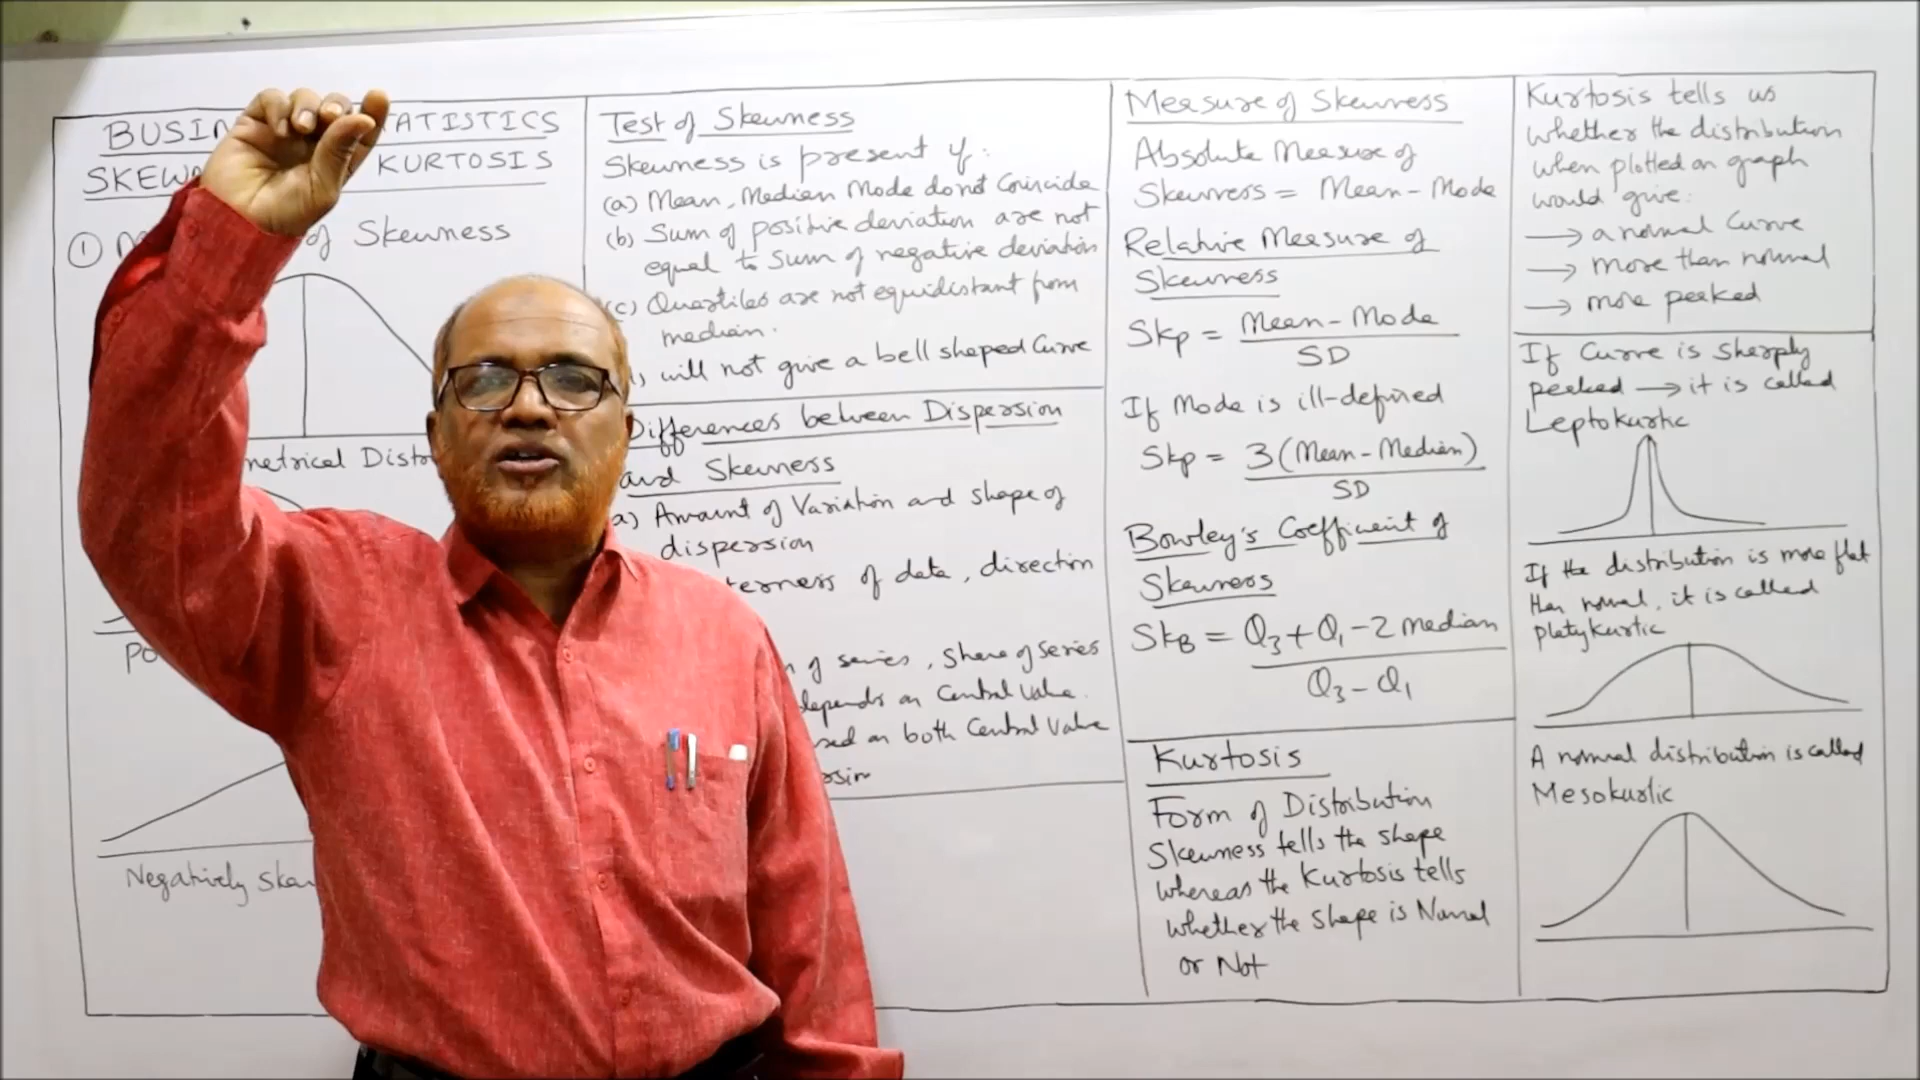 BUSIN TATISTICS
SKEW KURTOSIS
① of Skewness
metrical Distr
Po
Negatively Skew
Test of Skewness
Skewness is present if:
(a) Mean, Median Mode do not Coincide
(b) Sum of positive deviation are not
equal to Sum of negative deviation
(c) Quartiles are not equidistant from
median.
will not give a bell shaped Curve
Differences between Dispersion
and Skewness
a) Amount of Variation and shape of
dispersion
terness of data, direction
of series, Shape of Series
depends on Central Value.
sed on both Central Value
rsion
Measure of Skewness
Absolute Measure of
Skewness = Mean - Mode
Relative Measure of
Skewness
Skp = Mean - Mode
SD
If Mode is ill-defined
Skp = 3 (Mean - Median)
SD
Bowley's Coefficient of
Skewness
SkB = Q3 + Q1 - 2 median
Q3 - Q1
Kurtosis
Form of Distribution
Skewness tells the shape
whereas the Kurtosis tells
whether the shape is Normal
or Not
Kurtosis tells us
whether the distribution
when plotted on graph
would give:
→ a normal Curve
→ more than normal
→ more peaked
If Curve is sharply
peaked → it is called
Leptokurtic
If the distribution is more flat
than normal, it is called
platykurtic
A normal distribution is called
Mesokurtic